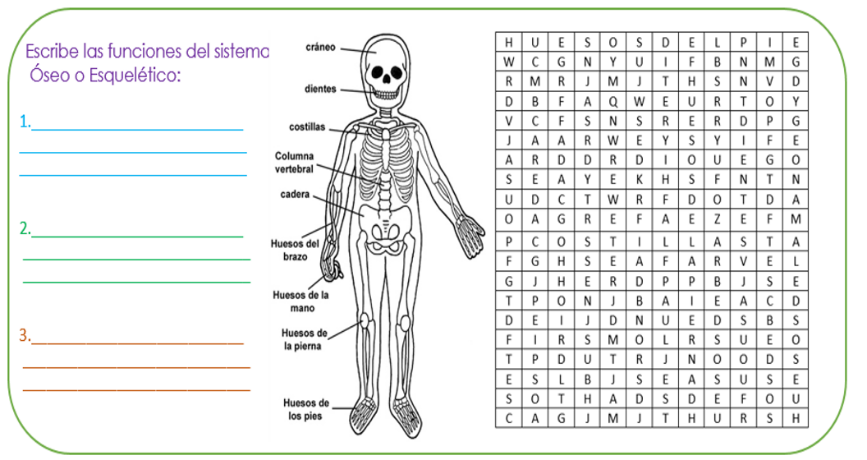 Escribe las funciones del sistema
Óseo o Esquelético:
1.
2.
3.
cráneo
dientes
costillas
Columna
vertebral
cadera
Huesos del
brazo
Huesos de la
mano
Huesos de
la pierna
Huesos de
los pies
H U E S O S D E L P I E
W C G N Y U I F B N M G
R M R J M J T H S N V D
D B F A Q W E U R T O Y
V C F S N S R E R D P G
J A A R W E Y S Y I F E
A R D D R D I O U E G O
S E A Y E K H S F N T N
U D C T W R F D O T D A
O A G R E F A E Z E F M
P C O S T I L L A S T A
F G H S E A F A R V E L
G J H E R D P P B J S E
T P O N J B A I E A C D
D E I J D N U E D S B S
F I R S M O L R S U E O
T P D U T R J N O O D S
E S L B J S E A S U S E
S O T H A D S D E F O U
C A G J M J T H U R S H